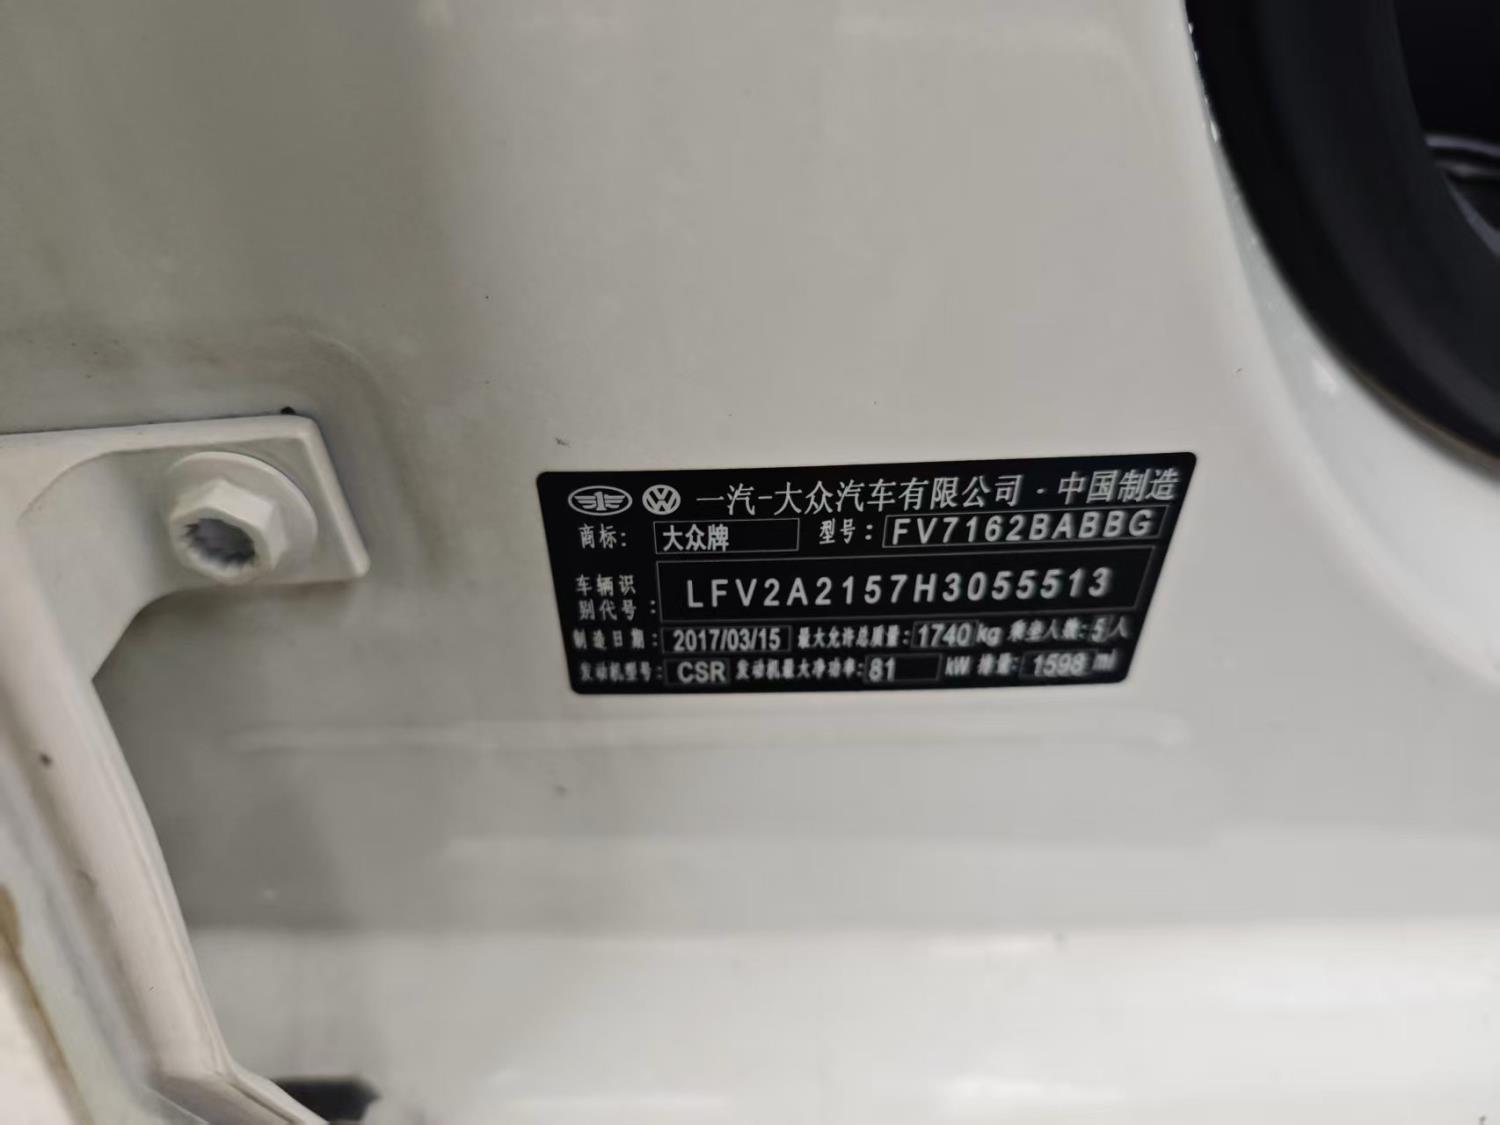 一汽-大众汽车有限公司·中国制造
商标: 大众牌 型号: FV7162BABBG
车辆识别代号: LFV2A2157H3055513
制造日期: 2017/03/15 最大允许总质量: 1740 kg 乘坐人数: 5人
发动机型号: CSR 发动机最大净功率: 81 kW 排量: 1598 ml